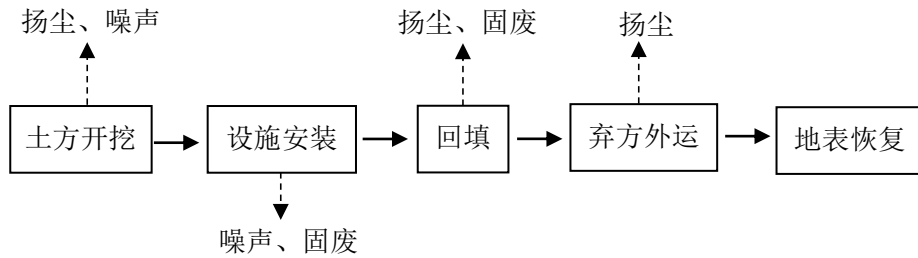 扬尘、噪声
扬尘、固废
扬尘
土方开挖
设施安装
回填
弃方外运
地表恢复
噪声、固废